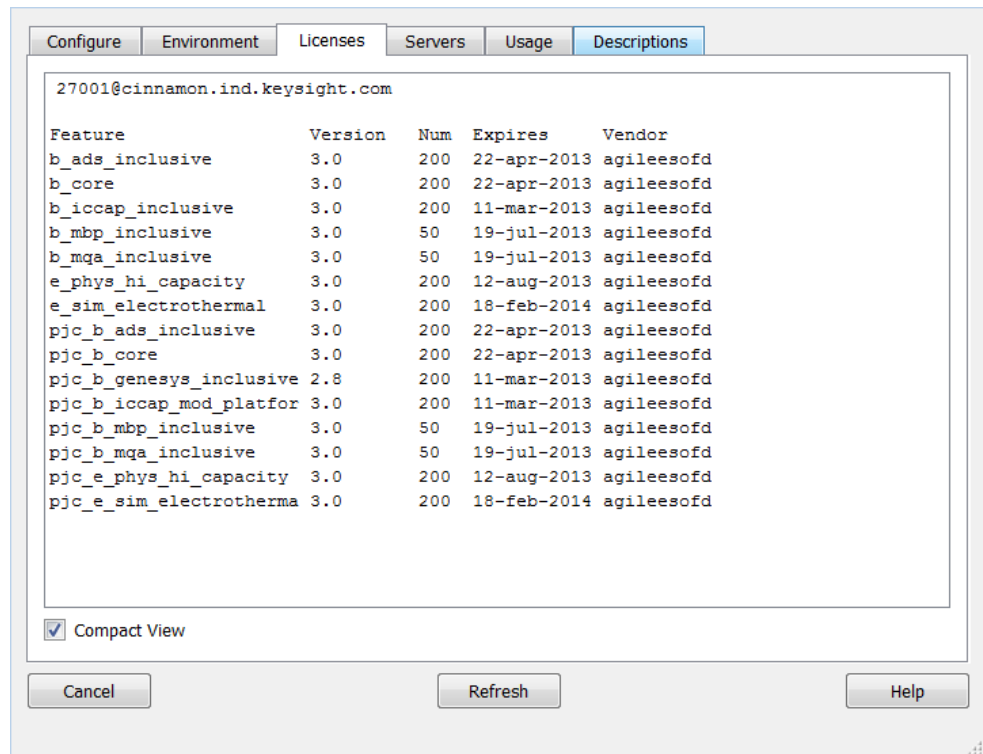 Configure Environment Licenses Servers Usage Descriptions
27001@cinnamon.ind.keysight.com
Feature Version Num Expires Vendor
b_ads_inclusive 3.0 200 22-apr-2013 agileesofd
b_core 3.0 200 22-apr-2013 agileesofd
b_iccap_inclusive 3.0 200 11-mar-2013 agileesofd
b_mbp_inclusive 3.0 50 19-jul-2013 agileesofd
b_mqa_inclusive 3.0 50 19-jul-2013 agileesofd
e_phys_hi_capacity 3.0 200 12-aug-2013 agileesofd
e_sim_electrothermal 3.0 200 18-feb-2014 agileesofd
pjc_b_ads_inclusive 3.0 200 22-apr-2013 agileesofd
pjc_b_core 3.0 200 22-apr-2013 agileesofd
pjc_b_genesys_inclusive 2.8 200 11-mar-2013 agileesofd
pjc_b_iccap_mod_platfor 3.0 200 11-mar-2013 agileesofd
pjc_b_mbp_inclusive 3.0 50 19-jul-2013 agileesofd
pjc_b_mqa_inclusive 3.0 50 19-jul-2013 agileesofd
pjc_e_phys_hi_capacity 3.0 200 12-aug-2013 agileesofd
pjc_e_sim_electrotherma 3.0 200 18-feb-2014 agileesofd
Compact View
Cancel Refresh Help